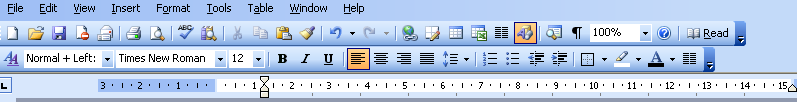 File Edit View Insert Format Tools Table Window Help
ABC 100% Read
Normal + Left: Times New Roman 12 B I U A
3 2 1 1 2 3 4 5 6 7 8 9 10 11 12 13 14 15